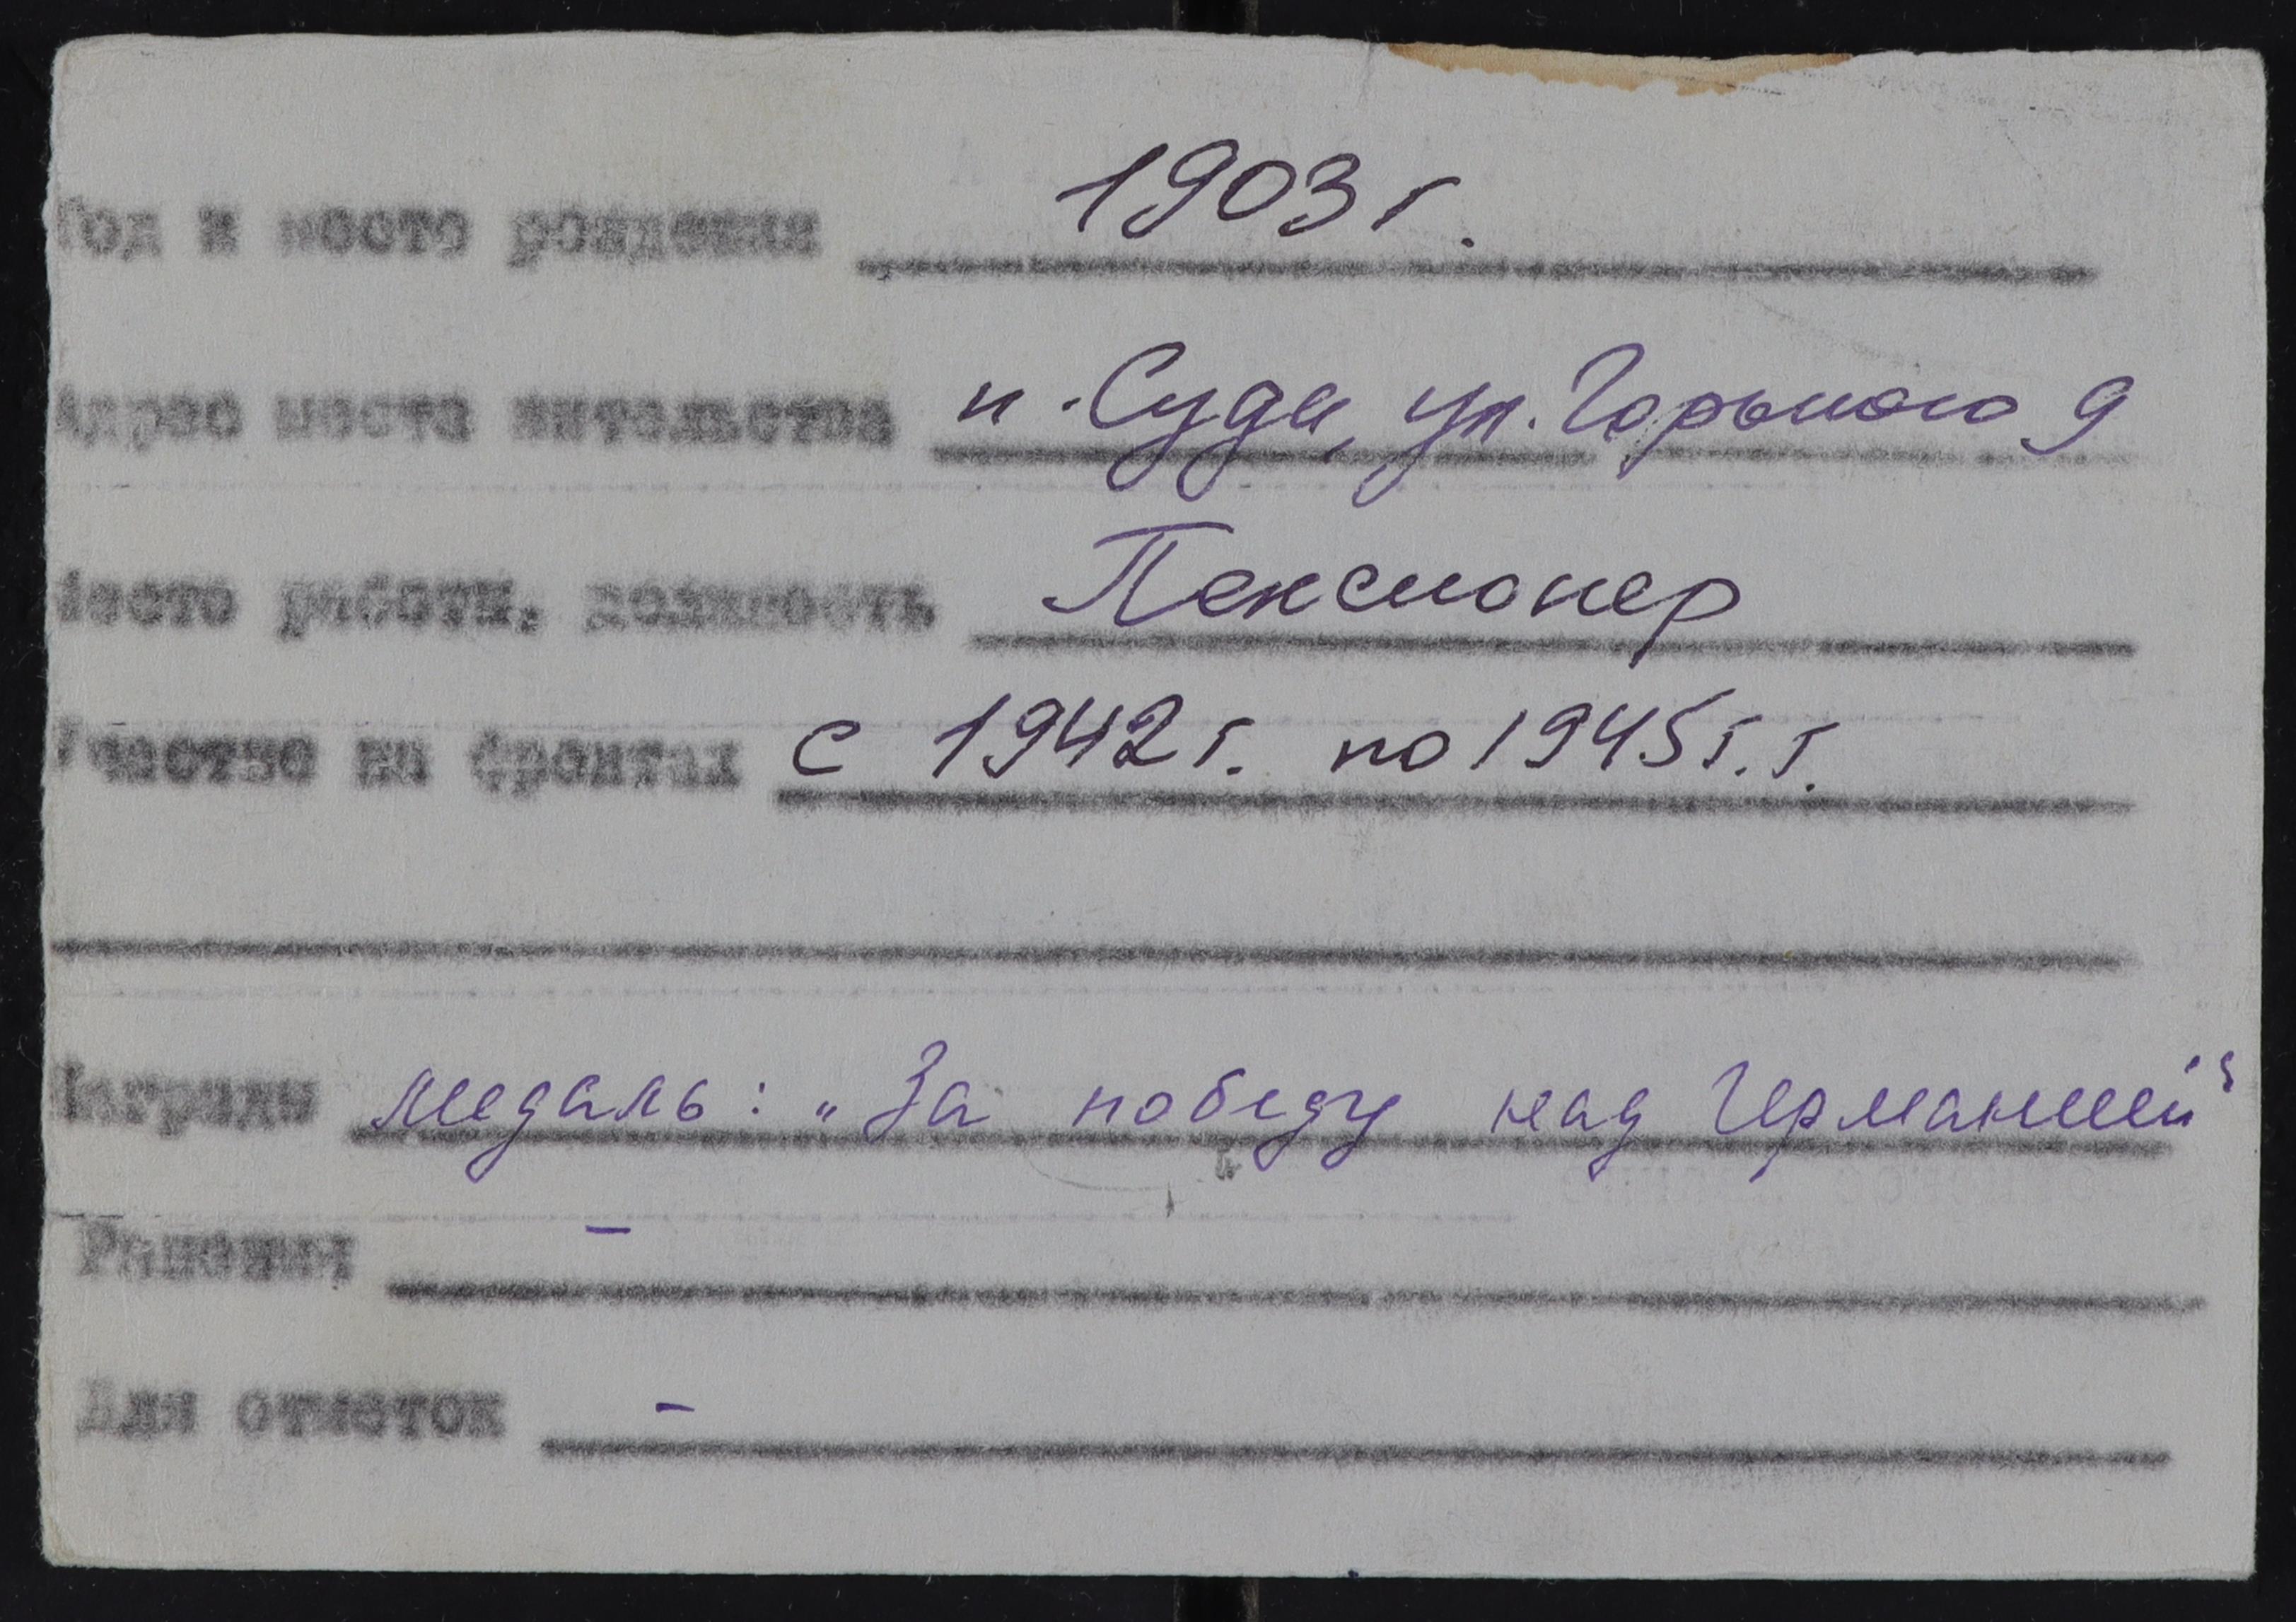 Год и место рождения 1903 г.
Адрес места жительства п. Суда, ул. Горького 9
Место работы, должность Пенсионер
Участие на фронтах с 1942 г. по 1945 г.г.
Награды медаль: „За победу над Германией"
Ранения –
Для отметок –